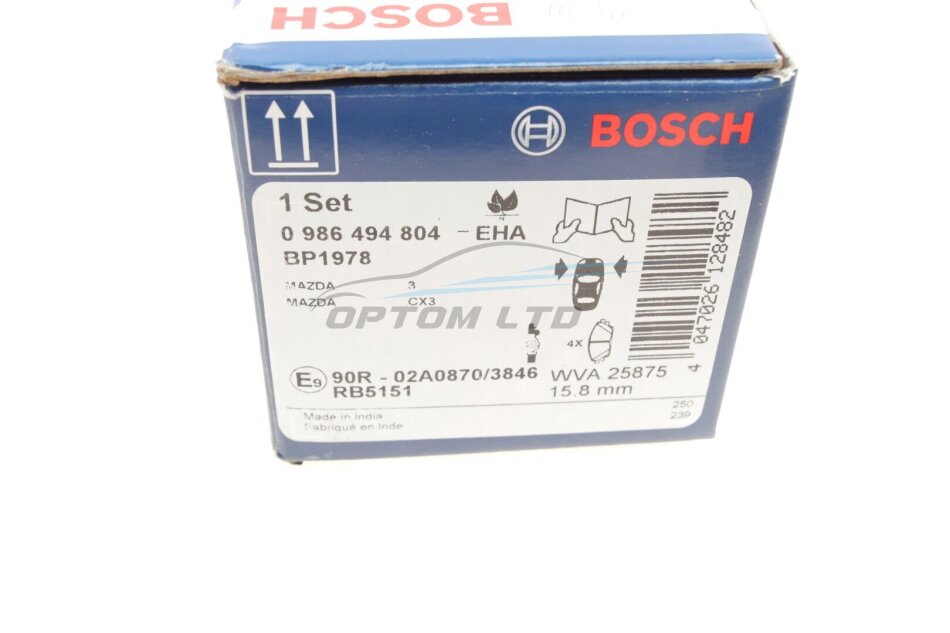 BOSCH
BOSCH
1 Set
0 986 494 804 - EHA
BP1978
MAZDA 3
MAZDA CX3
OPTOM LTD
4X
E9 90R - 02A0870/3846 WVA 25875
RB5151 15.8 mm
Made in India 250
Fabriqué en Inde 239
4 047026 128482